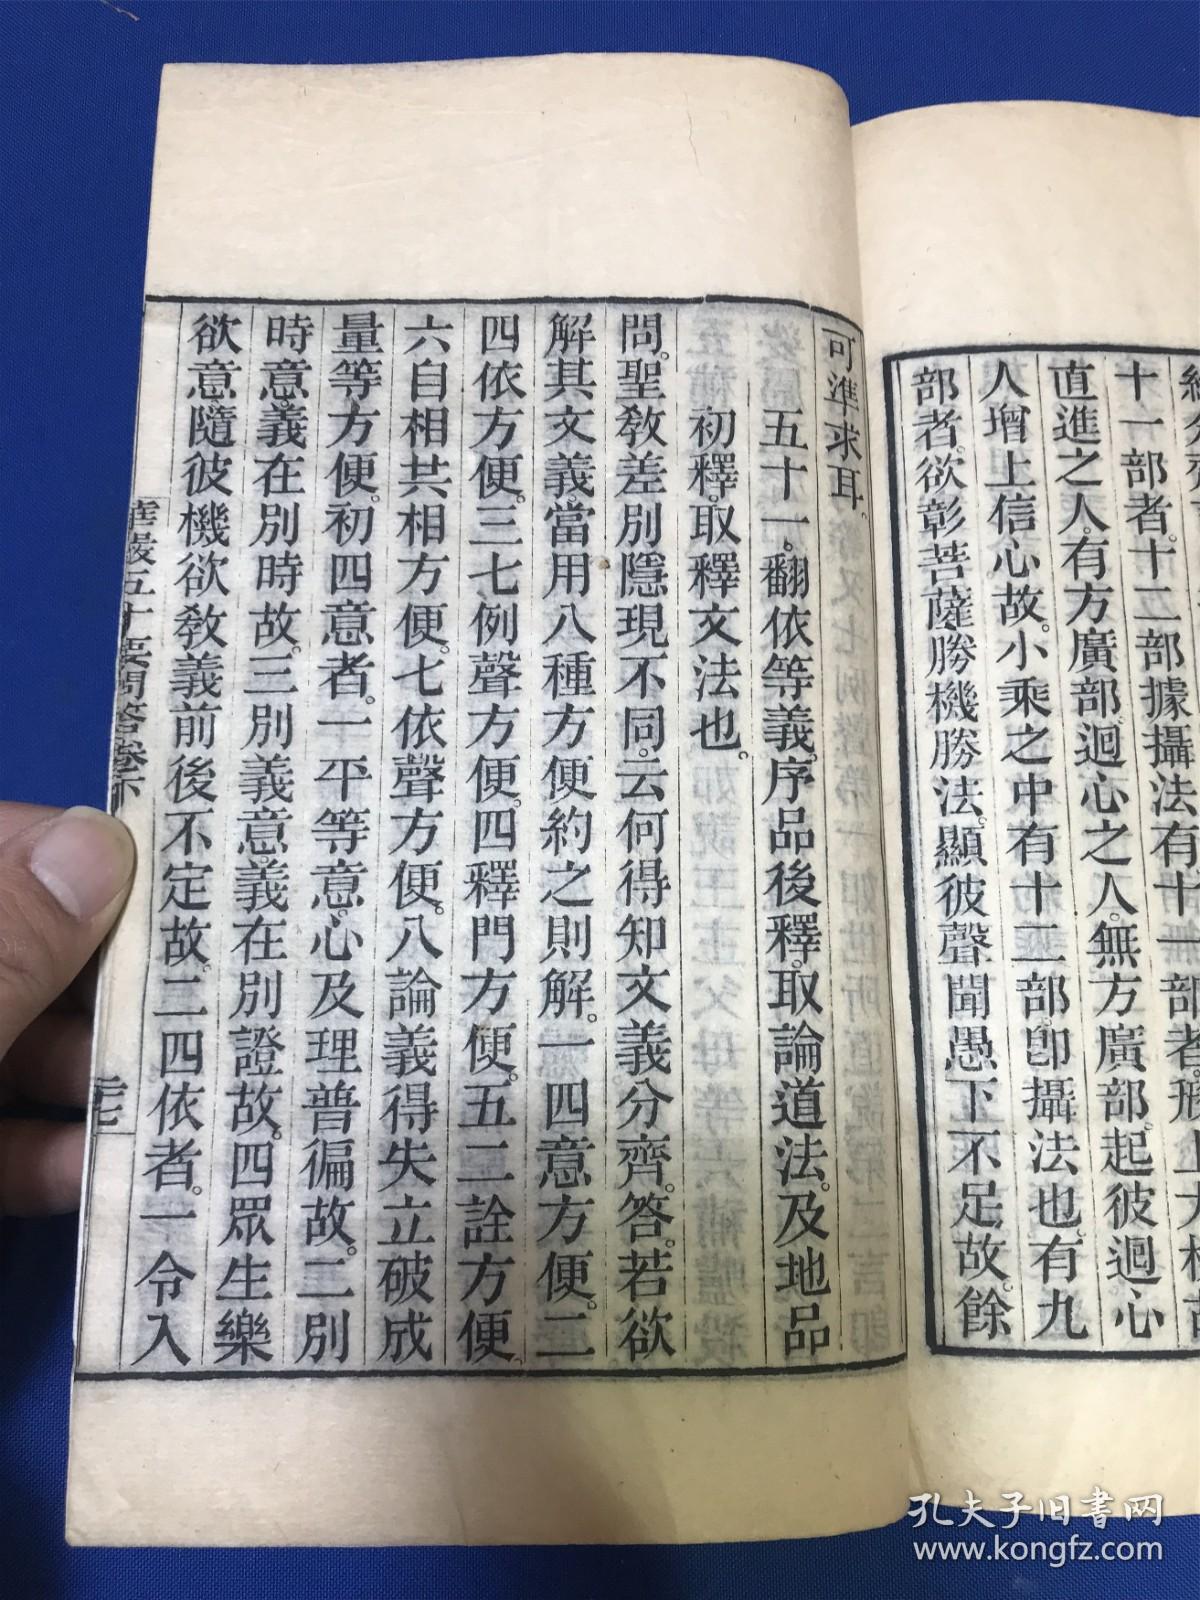 十一部者。十二部據攝法有十一部者。
直進之人。有方廣部。迴心之人。無方廣部。起彼迴心
人增上信心故。小乘之中有十二部。卽攝法也。有九
部者。欲彰菩薩勝機勝法。顯彼聲聞愚下不足故。餘
可準求耳。
五十一。翻依等義。序品後釋。取論道法。及地品
初釋。取釋文法也。
問。聖教差別隱現不同。云何得知文義分齊。答。若欲
解其文義。當用八種方便約之則解。一四意方便。二
四依方便。三七例聲方便。四釋門方便。五二詮方便。
六自相共相方便。七依聲方便。八論義得失立破成
量等方便。初四意者。一平等意。心及理普徧故。二別
時意。義在別時故。三別義意。義在別證故。四眾生樂
欲意。隨彼機欲教義前後不定故。二四依者。一令入
華嚴五十要問答卷下
二七
孔夫子旧書网
www.kongfz.com